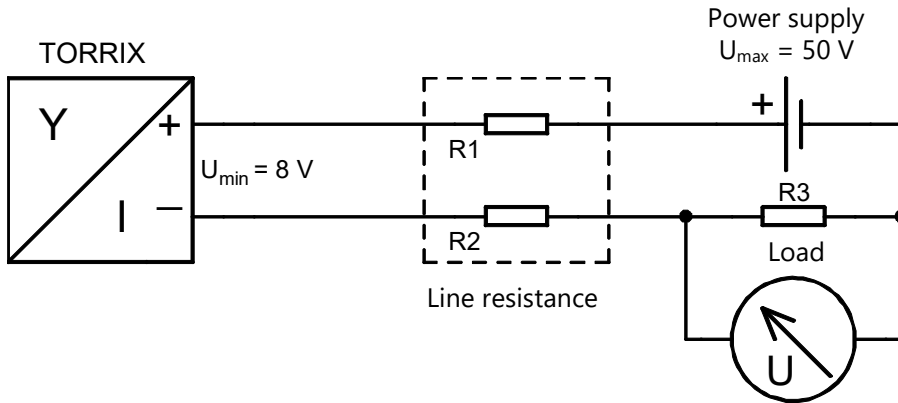 Power supply
Umax = 50 V
TORRIX
Y
+
+
R1
Umin = 8 V
I
–
R2
R3
Load
Line resistance
U